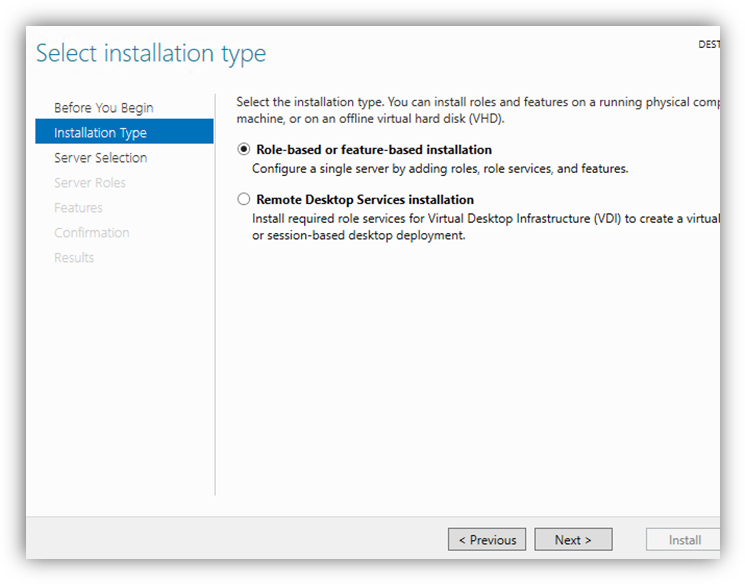 Select installation type
DEST
Before You Begin
Installation Type
Server Selection
Server Roles
Features
Confirmation
Results
Select the installation type. You can install roles and features on a running physical comp
machine, or on an offline virtual hard disk (VHD).
Role-based or feature-based installation
Configure a single server by adding roles, role services, and features.
Remote Desktop Services installation
Install required role services for Virtual Desktop Infrastructure (VDI) to create a virtual
or session-based desktop deployment.
< Previous
Next >
Install